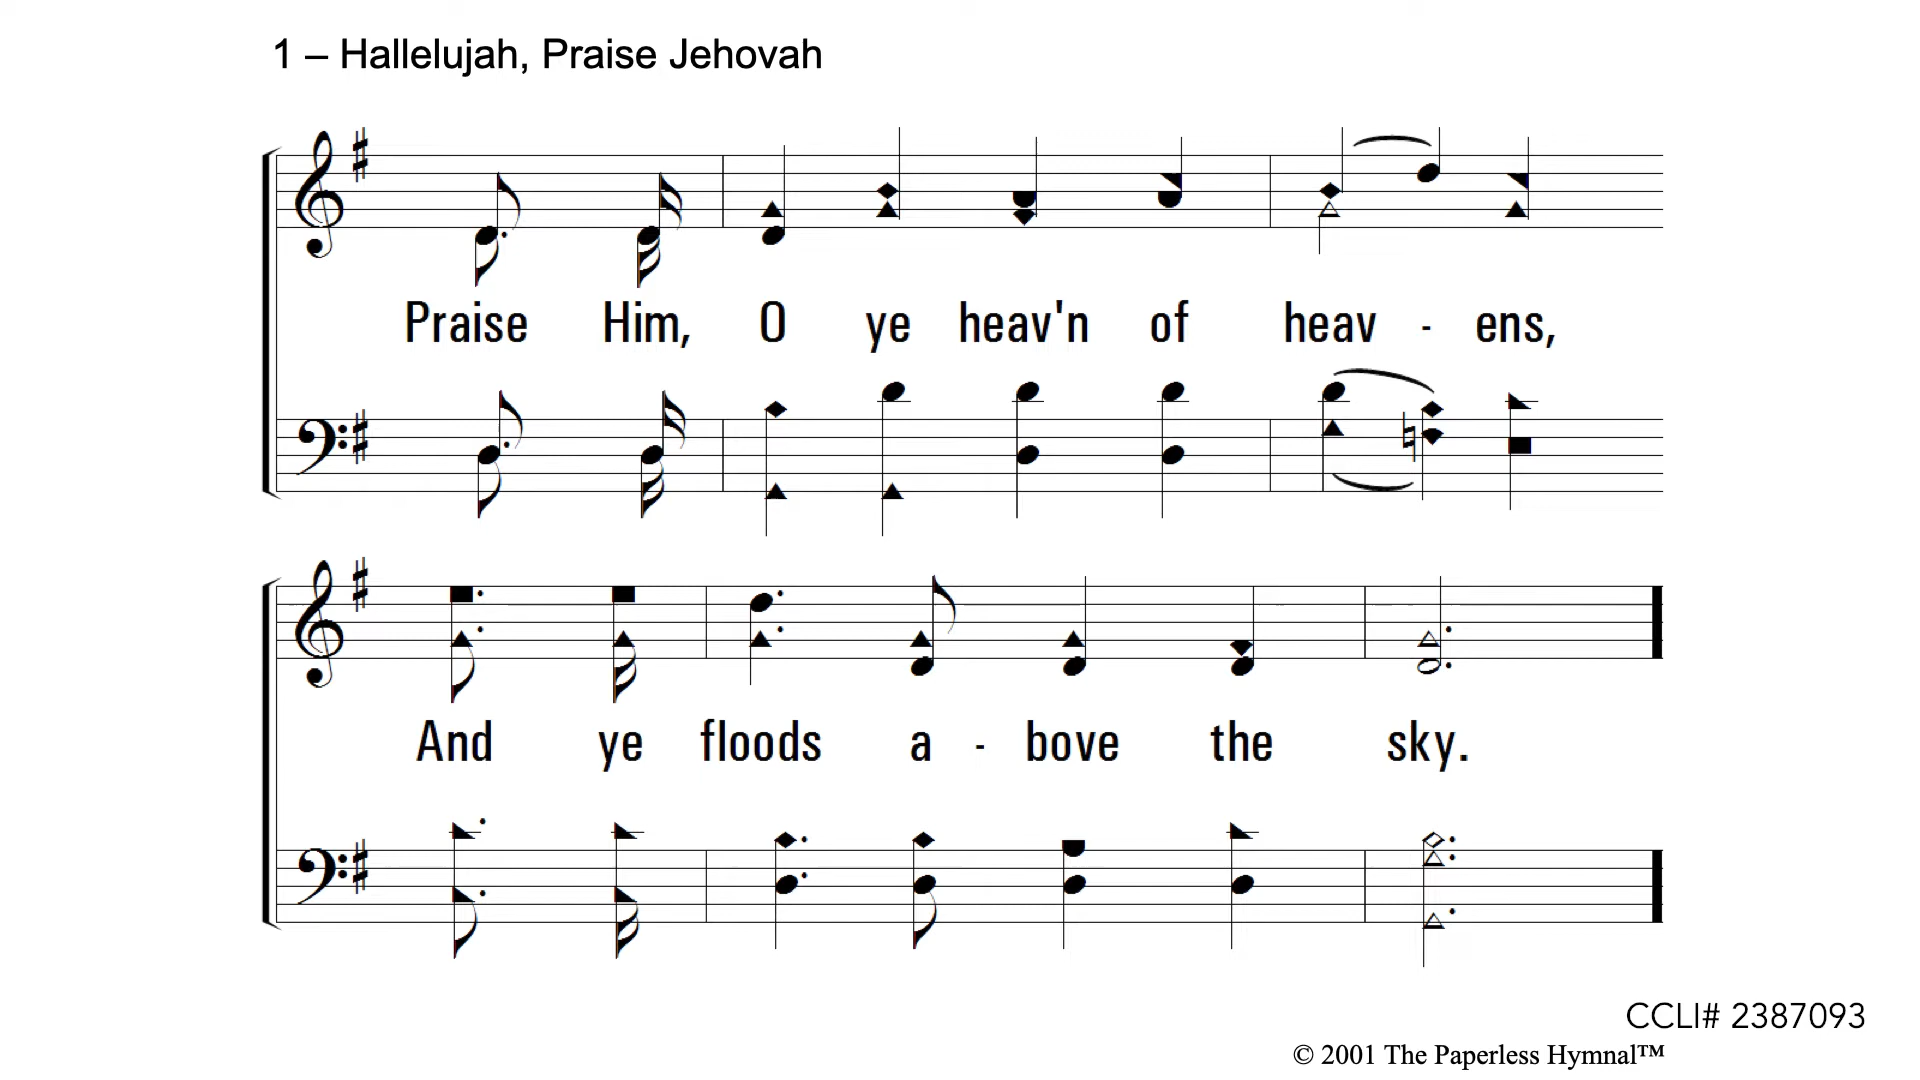 1 – Hallelujah, Praise Jehovah
Praise Him, O ye heav'n of heav - ens,
And ye floods a - bove the sky.
CCLI# 2387093
© 2001 The Paperless Hymnal™